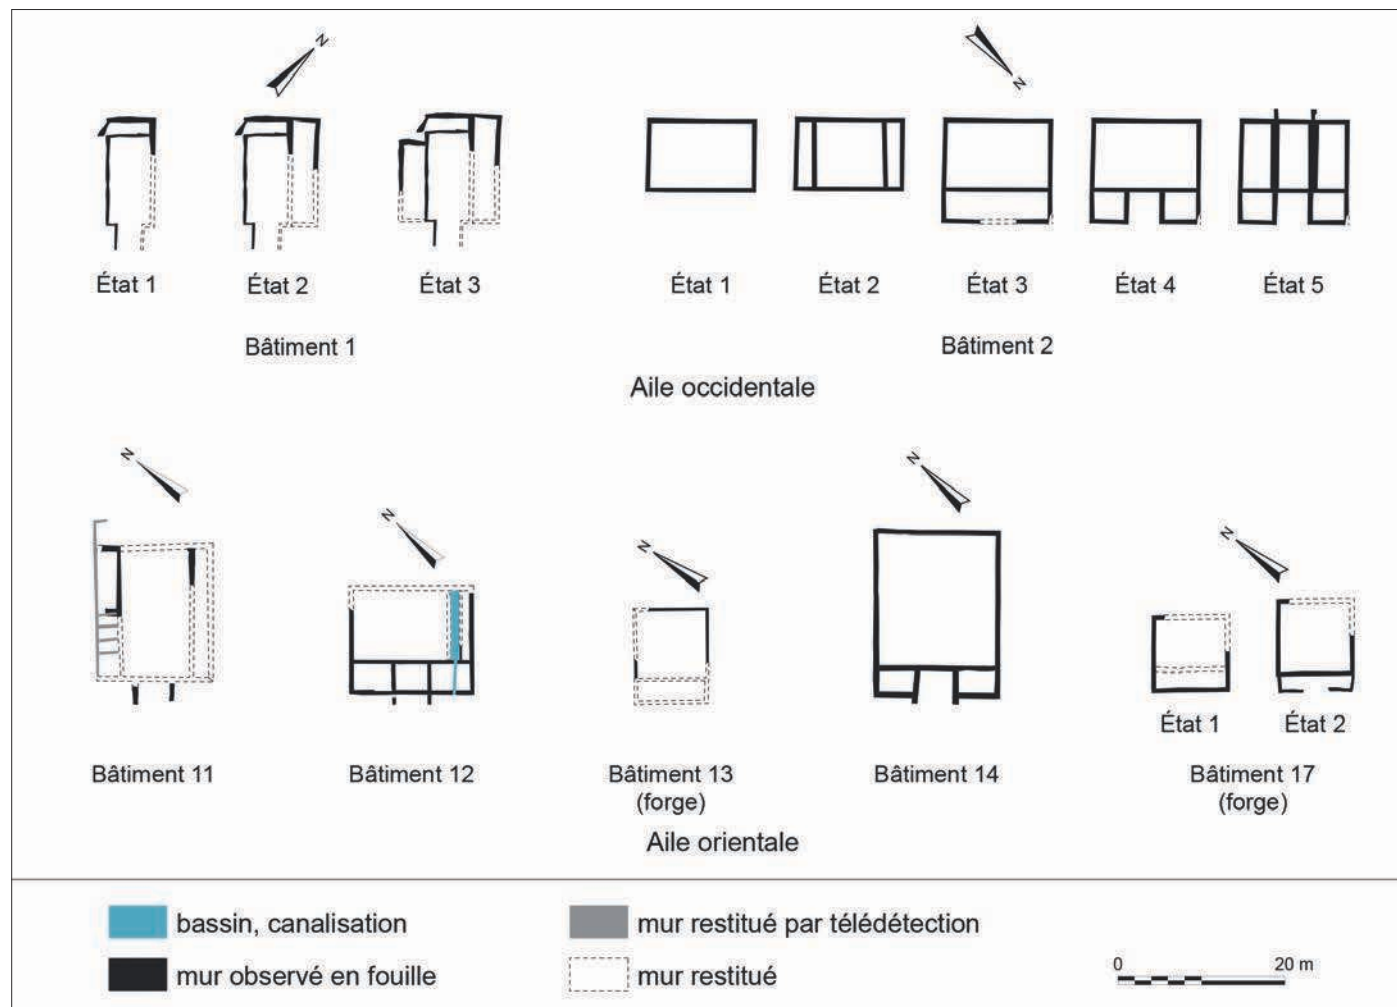 N
N
État 1
État 2
État 3
État 1
État 2
État 3
État 4
État 5
Bâtiment 1
Bâtiment 2
Aile occidentale
N
N
N
N
N
État 1
État 2
Bâtiment 11
Bâtiment 12
Bâtiment 13
(forge)
Bâtiment 14
Bâtiment 17
(forge)
Aile orientale
bassin, canalisation
mur observé en fouille
mur restitué par télédétection
mur restitué
0
20 m